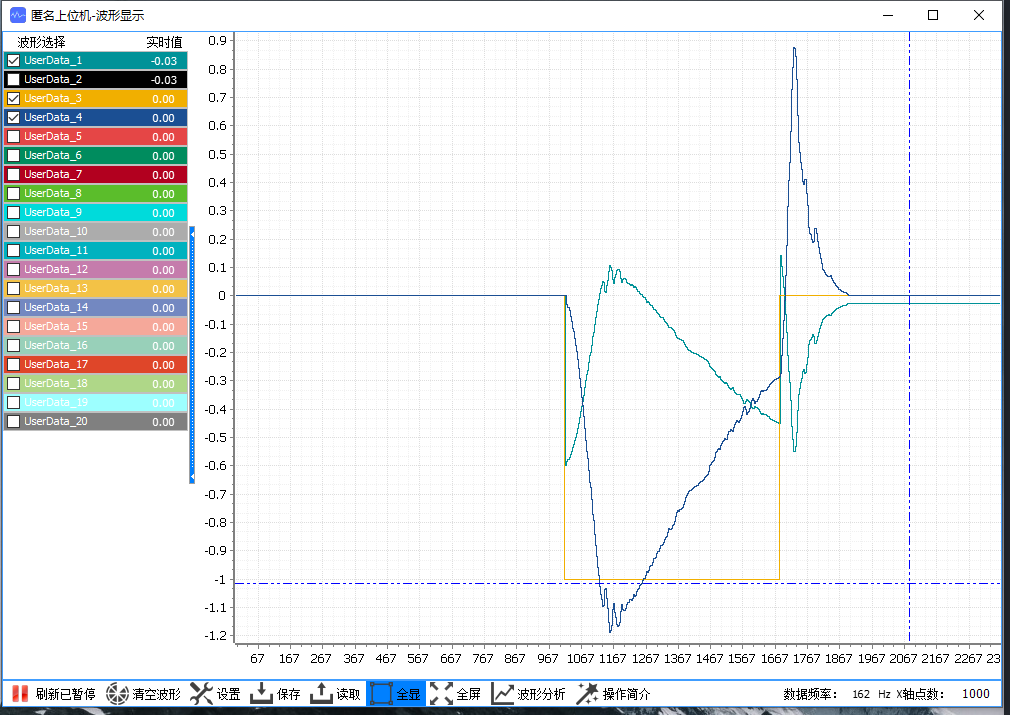 匿名上位机-波形显示
波形选择 实时值
UserData_1 -0.03
UserData_2 -0.03
UserData_3 0.00
UserData_4 0.00
UserData_5 0.00
UserData_6 0.00
UserData_7 0.00
UserData_8 0.00
UserData_9 0.00
UserData_10 0.00
UserData_11 0.00
UserData_12 0.00
UserData_13 0.00
UserData_14 0.00
UserData_15 0.00
UserData_16 0.00
UserData_17 0.00
UserData_18 0.00
UserData_19 0.00
UserData_20 0.00
0.9
0.8
0.7
0.6
0.5
0.4
0.3
0.2
0.1
0
-0.1
-0.2
-0.3
-0.4
-0.5
-0.6
-0.7
-0.8
-0.9
-1
-1.1
-1.2
67 167 267 367 467 567 667 767 867 967 1067 1167 1267 1367 1467 1567 1667 1767 1867 1967 2067 2167 2267 23
刷新已暂停 清空波形 设置 保存 读取 全显 全屏 波形分析 操作简介 数据频率: 162 Hz X轴点数: 1000